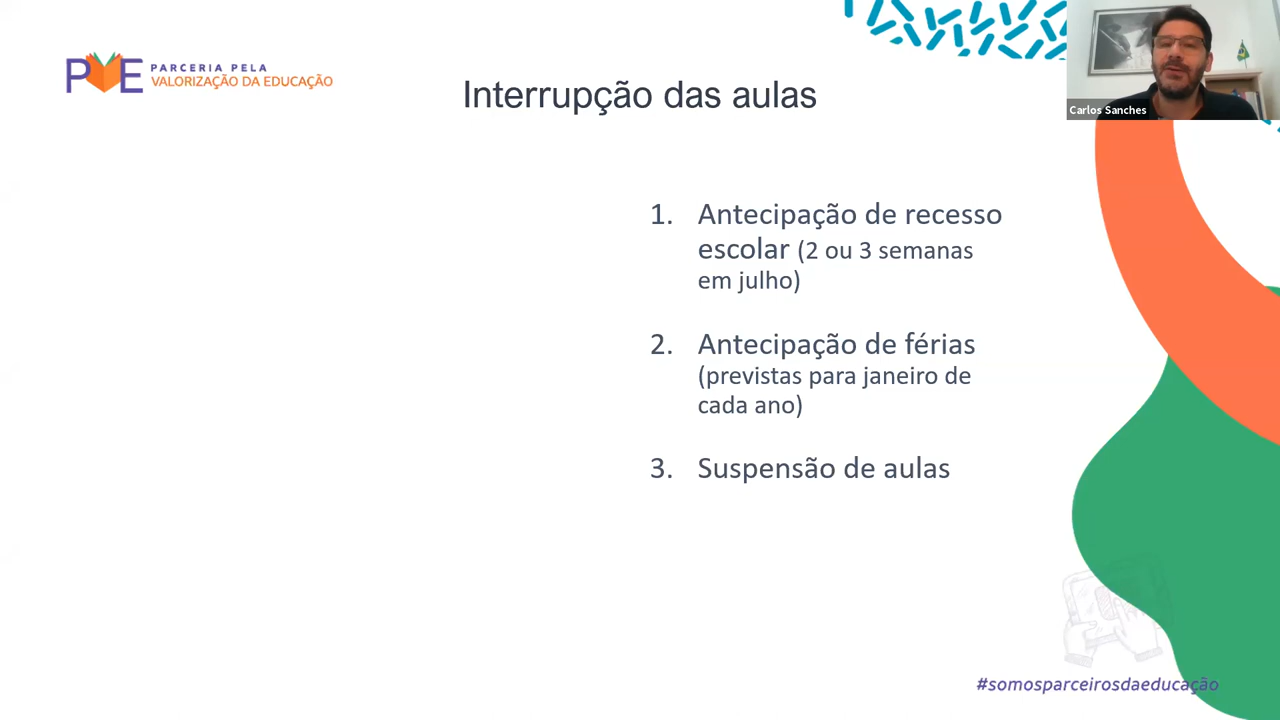 PVE PARCERIA PELA
VALORIZAÇÃO DA EDUCAÇÃO
Interrupção das aulas
Carlos Sanches
1. Antecipação de recesso
escolar (2 ou 3 semanas
em julho)
2. Antecipação de férias
(previstas para janeiro de
cada ano)
3. Suspensão de aulas
#somosparceirosdaeducação